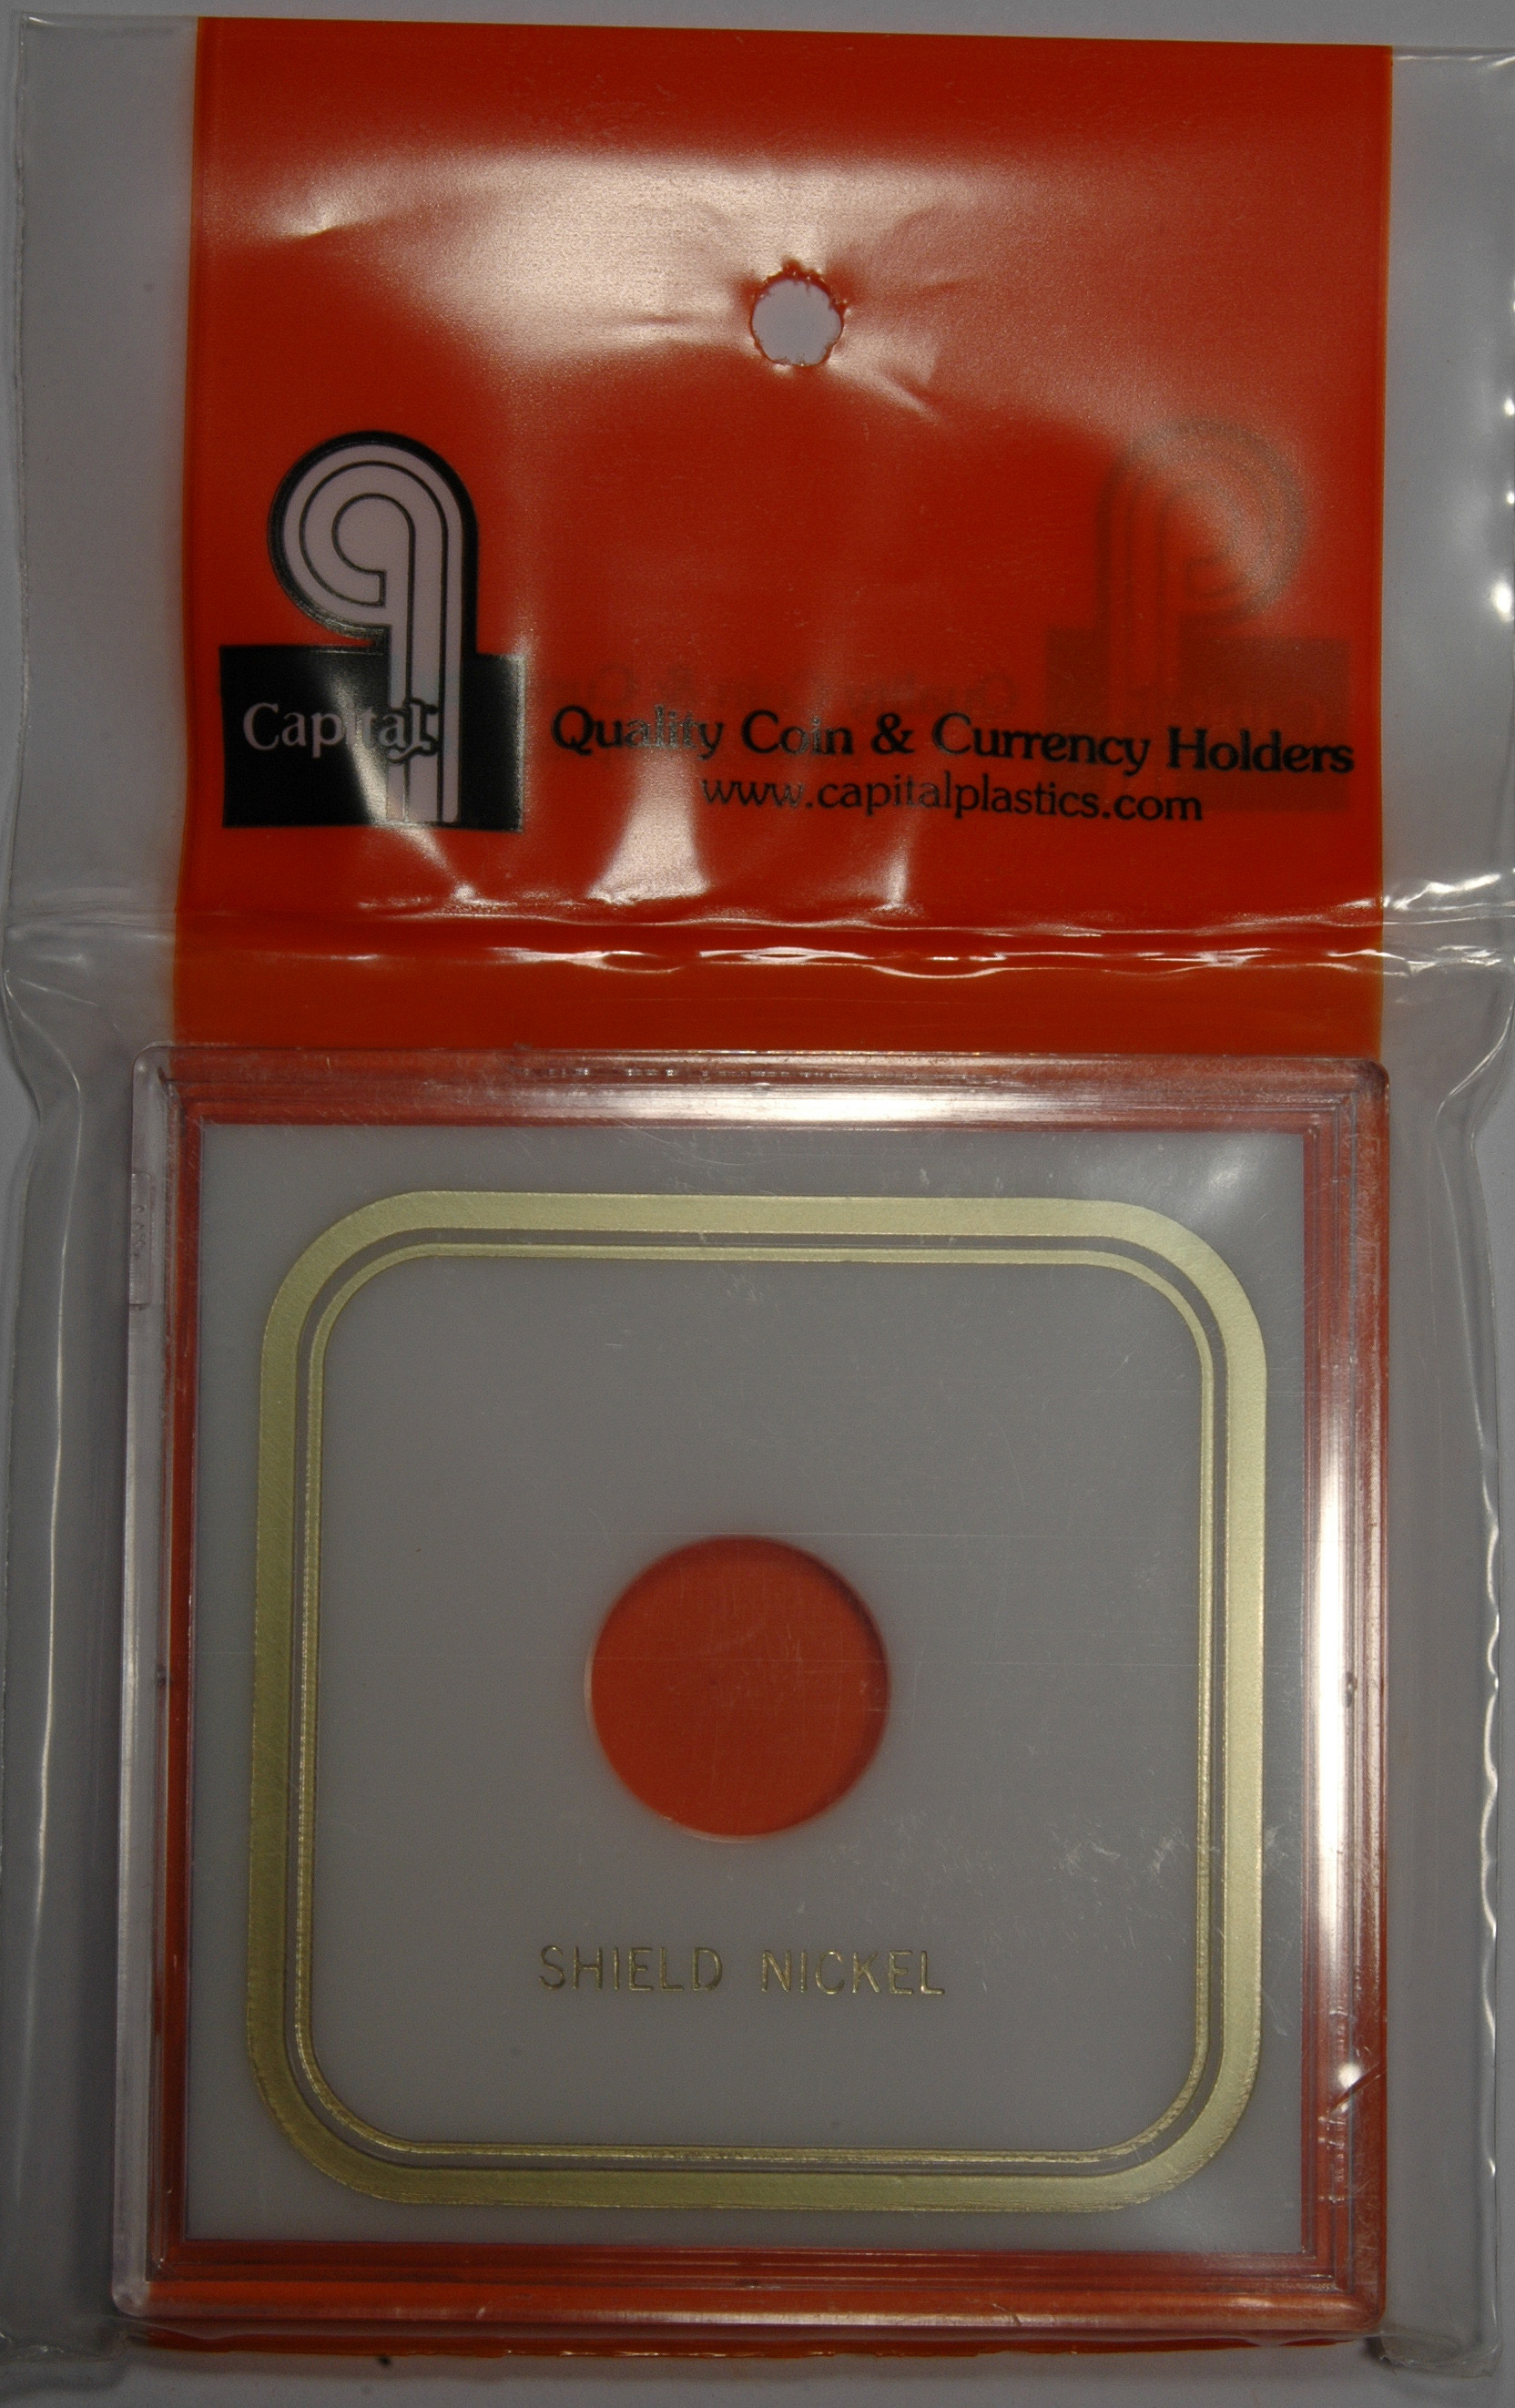 Capital
Quality Coin & Currency Holders
www.capitalplastics.com
SHIELD NICKEL